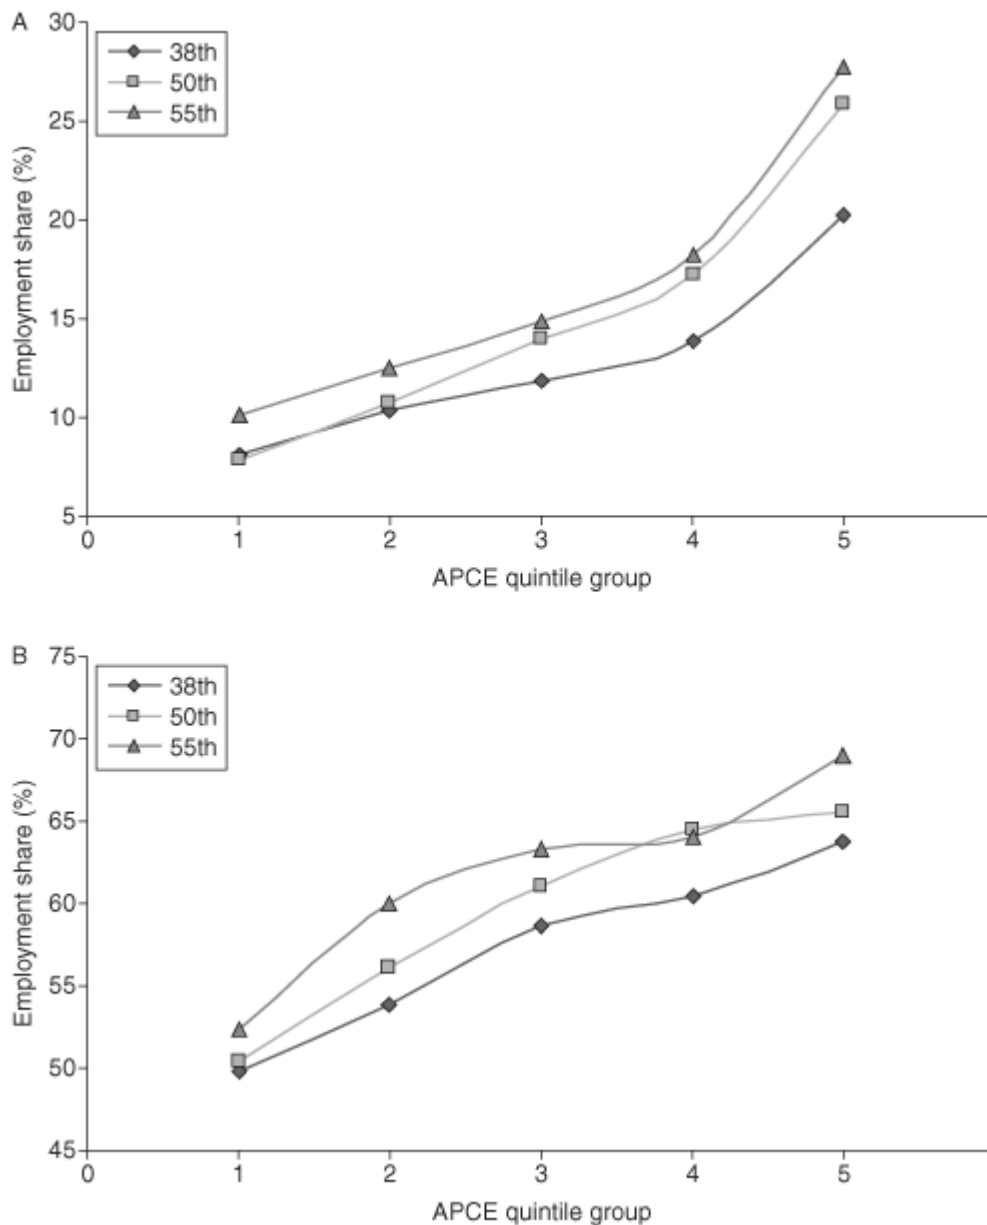 A
30
25
20
15
10
5
Employment share (%)
38th
50th
55th
0 1 2 3 4 5
APCE quintile group
B
75
70
65
60
55
50
45
Employment share (%)
38th
50th
55th
0 1 2 3 4 5
APCE quintile group